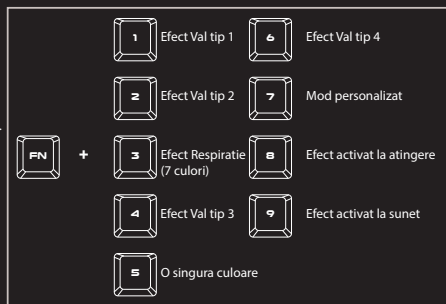 1 Efect Val tip 1 6 Efect Val tip 4
2 Efect Val tip 2 7 Mod personalizat
FN + 3 Efect Respiratie 8 Efect activat la atingere
(7 culori)
4 Efect Val tip 3 9 Efect activat la sunet
5 O singura culoare